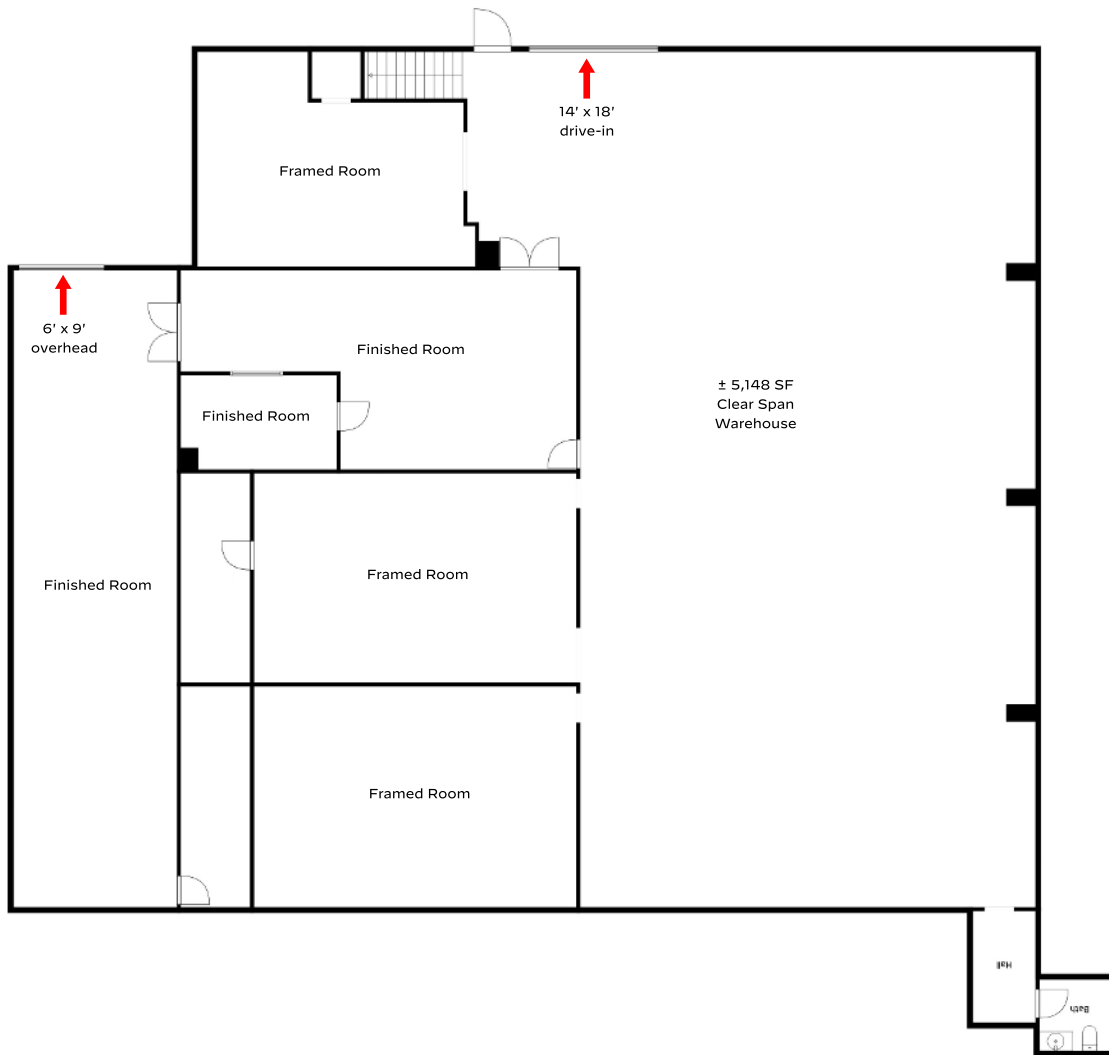 14' x 18'
drive-in
Framed Room
6' x 9'
overhead
Finished Room
Finished Room
± 5,148 SF
Clear Span
Warehouse
Finished Room
Framed Room
Framed Room
Hall
Bath